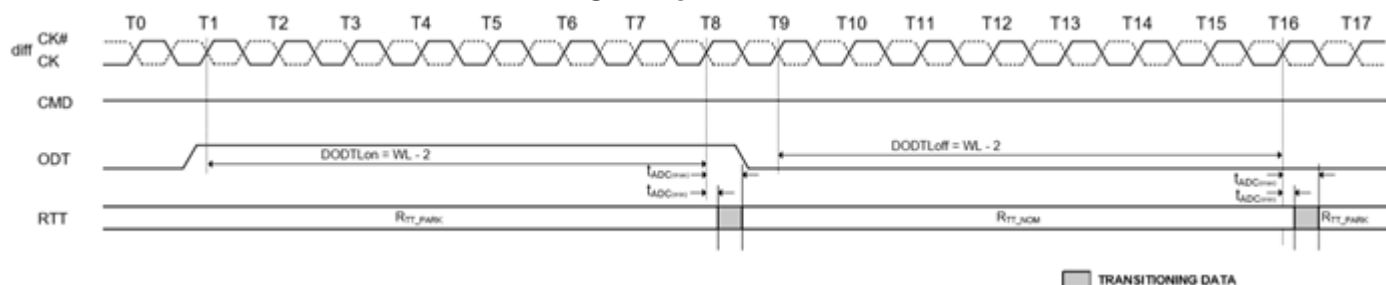 T0 T1 T2 T3 T4 T5 T6 T7 T8 T9 T10 T11 T12 T13 T14 T15 T16 T17
diff CK#
CK
CMD
ODT
DODTLon = WL - 2
DODTLoff = WL - 2
tADC(max)
tADC(max)
tADC(min)
tADC(min)
RTT
RTT_PARK
RTT_NOM
RTT_PARK
TRANSITIONING DATA